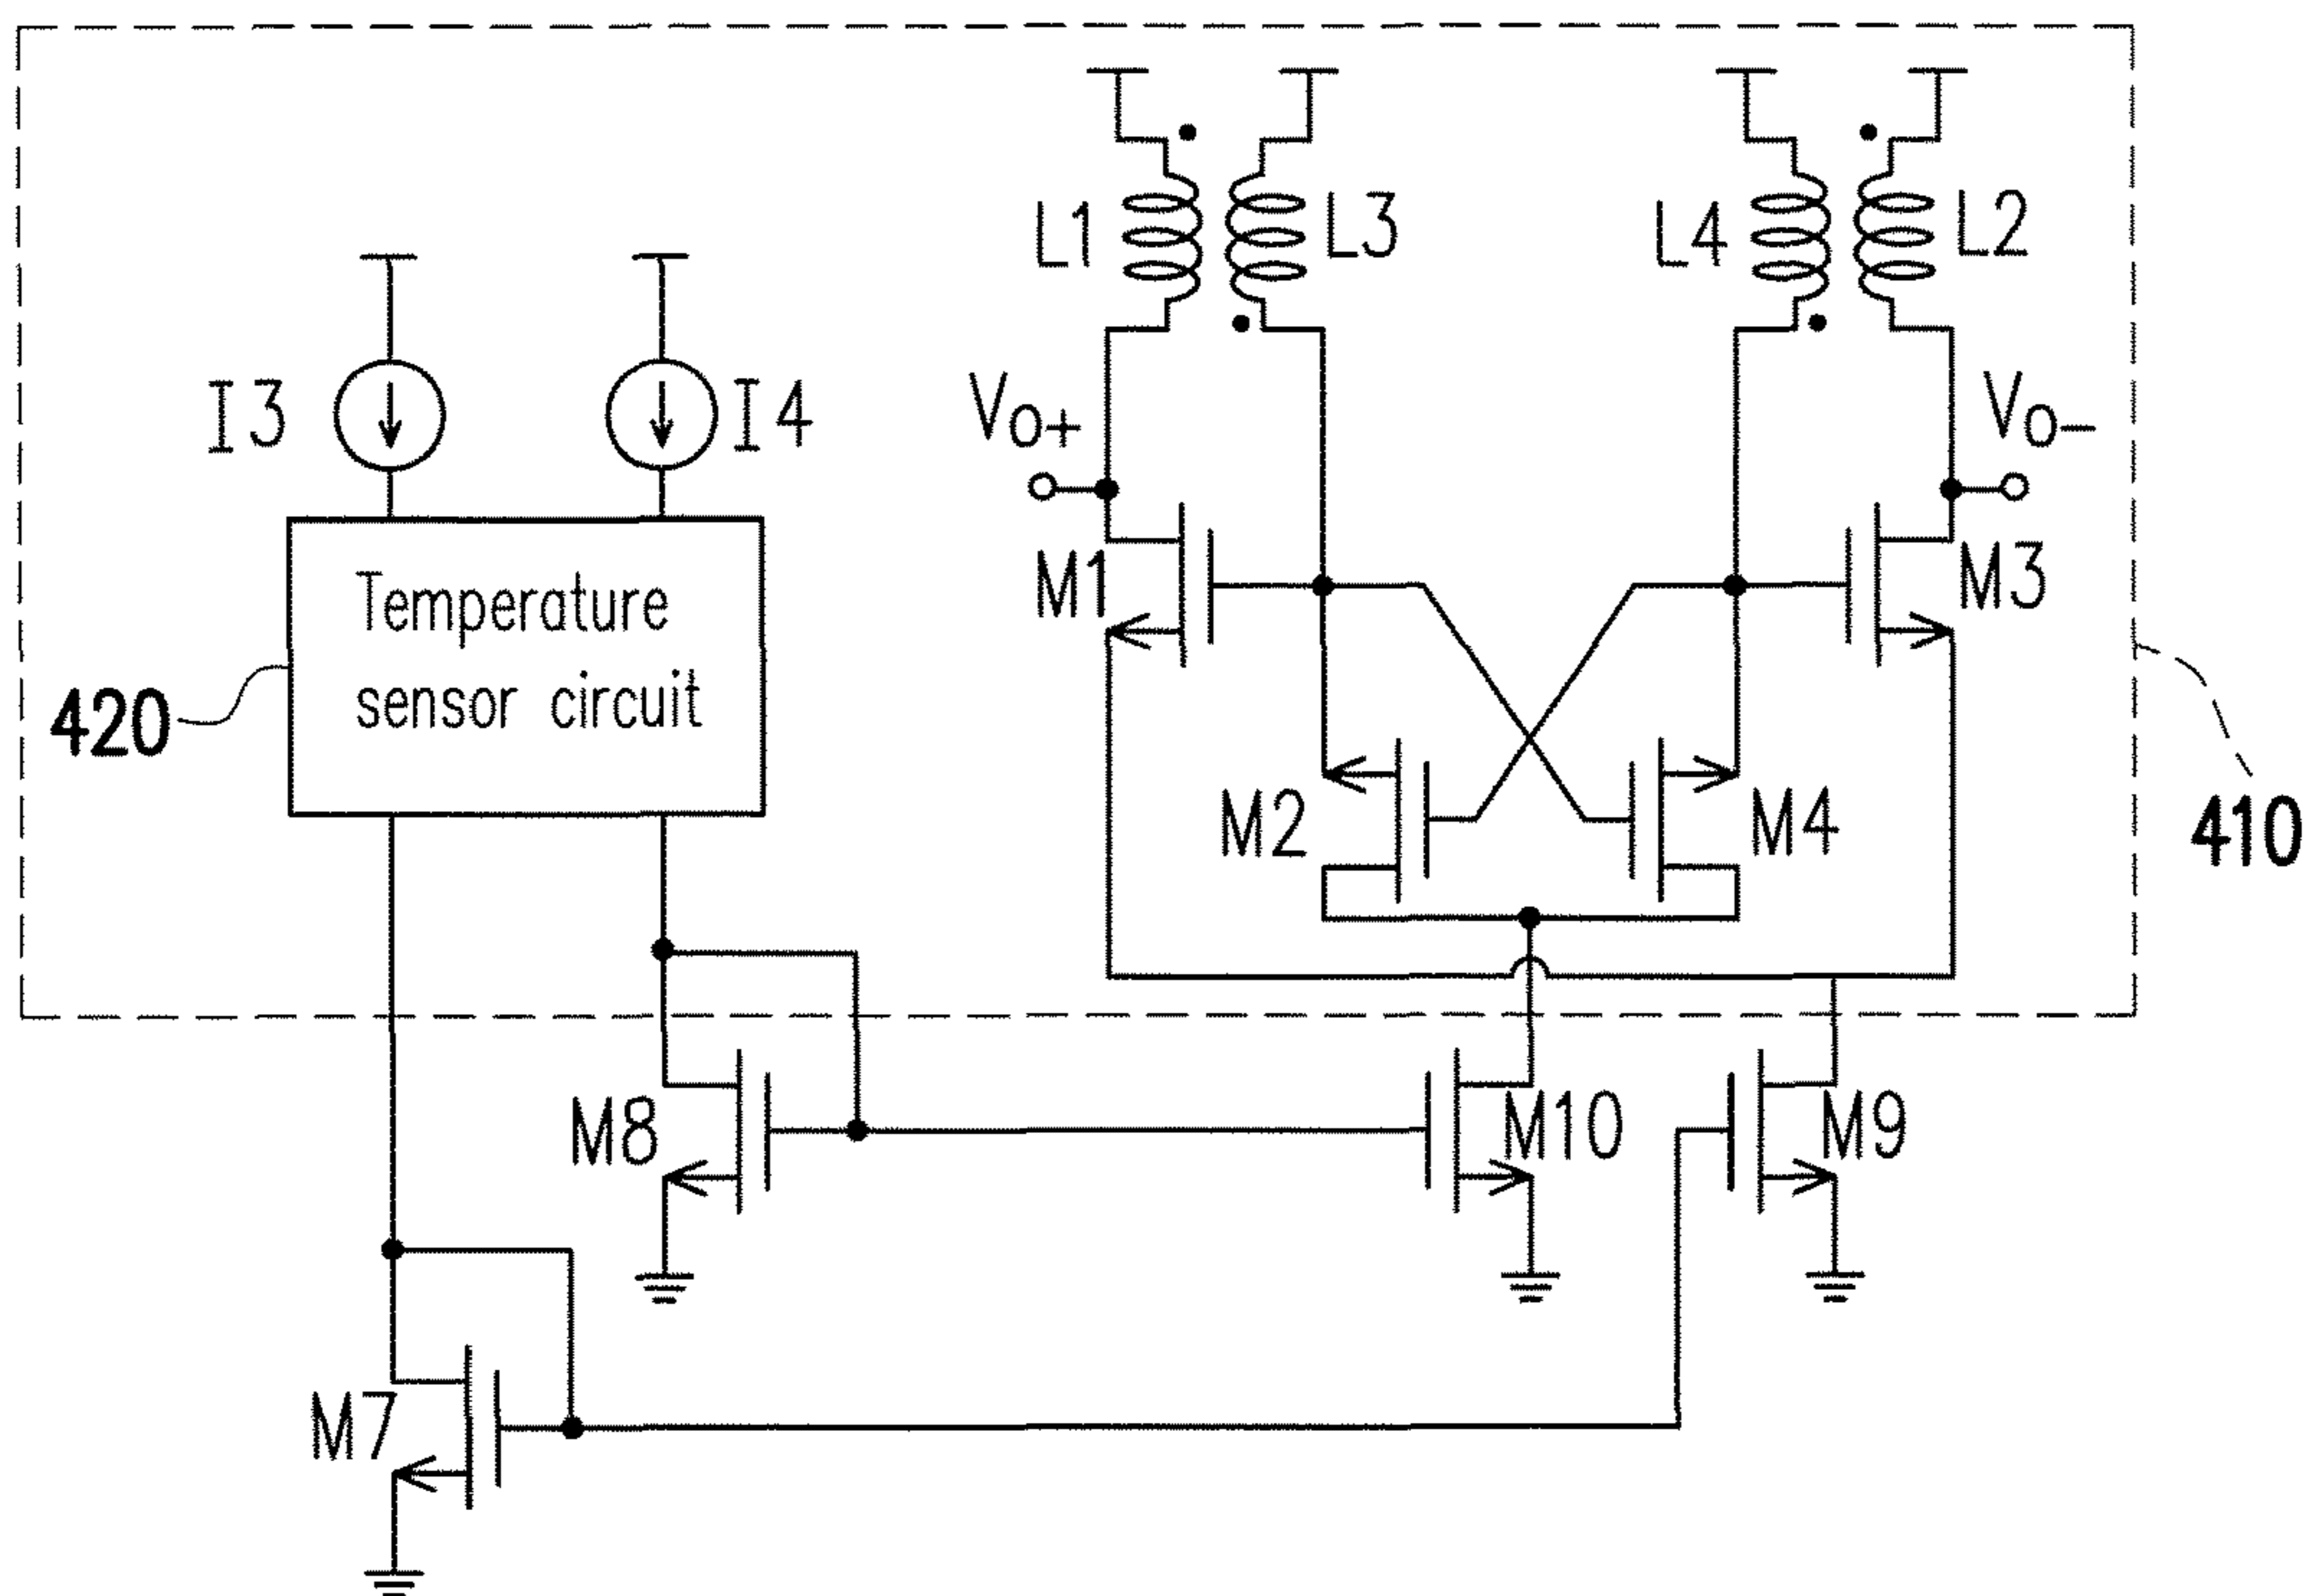 L1
L3
L4
L2
I3
I4
Vo+
Vo-
M1
M3
Temperature
sensor circuit
420
M2
M4
410
M8
M10
M9
M7